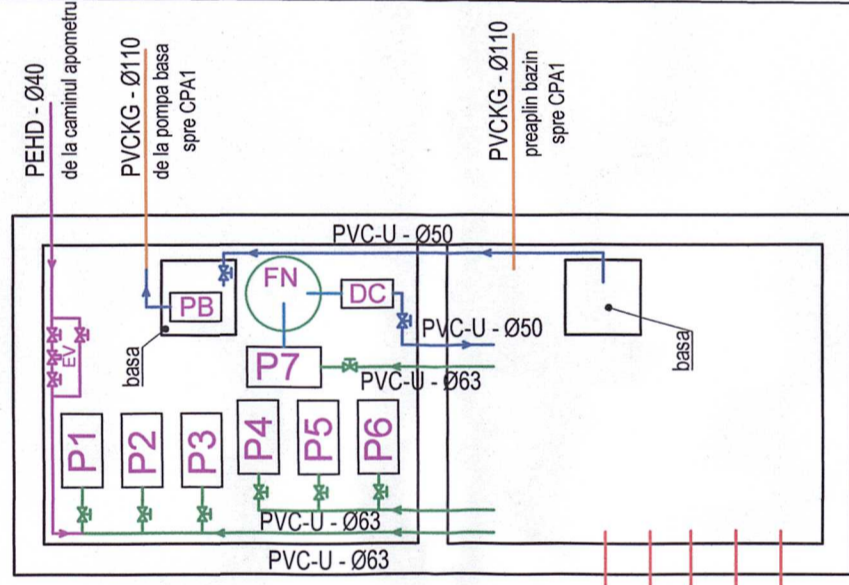 PEHD - Ø40
de la caminul apometru
PVCKG - Ø110
de la pompa basa
spre CPA1
PVCKG - Ø110
preaplin bazin
spre CPA1
PVC-U - Ø50
EV
PB
FN
DC
basa
PVC-U - Ø50
basa
P7
PVC-U - Ø63
P1
P2
P3
P4
P5
P6
PVC-U - Ø63
PVC-U - Ø63